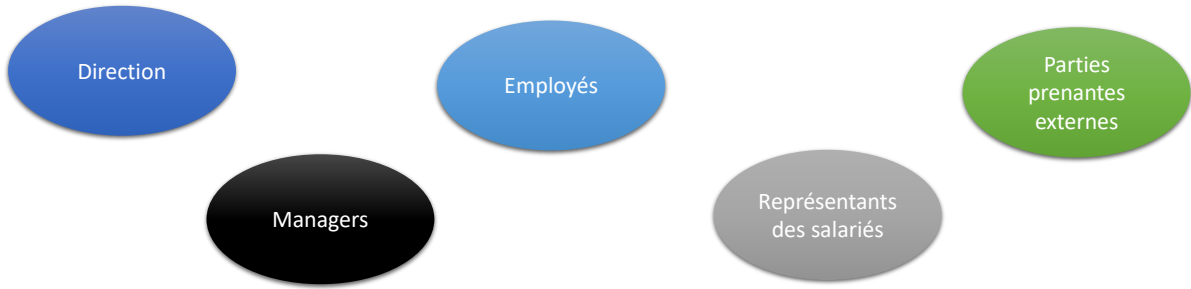 Direction
Employés
Parties
prenantes
externes
Managers
Représentants
des salariés